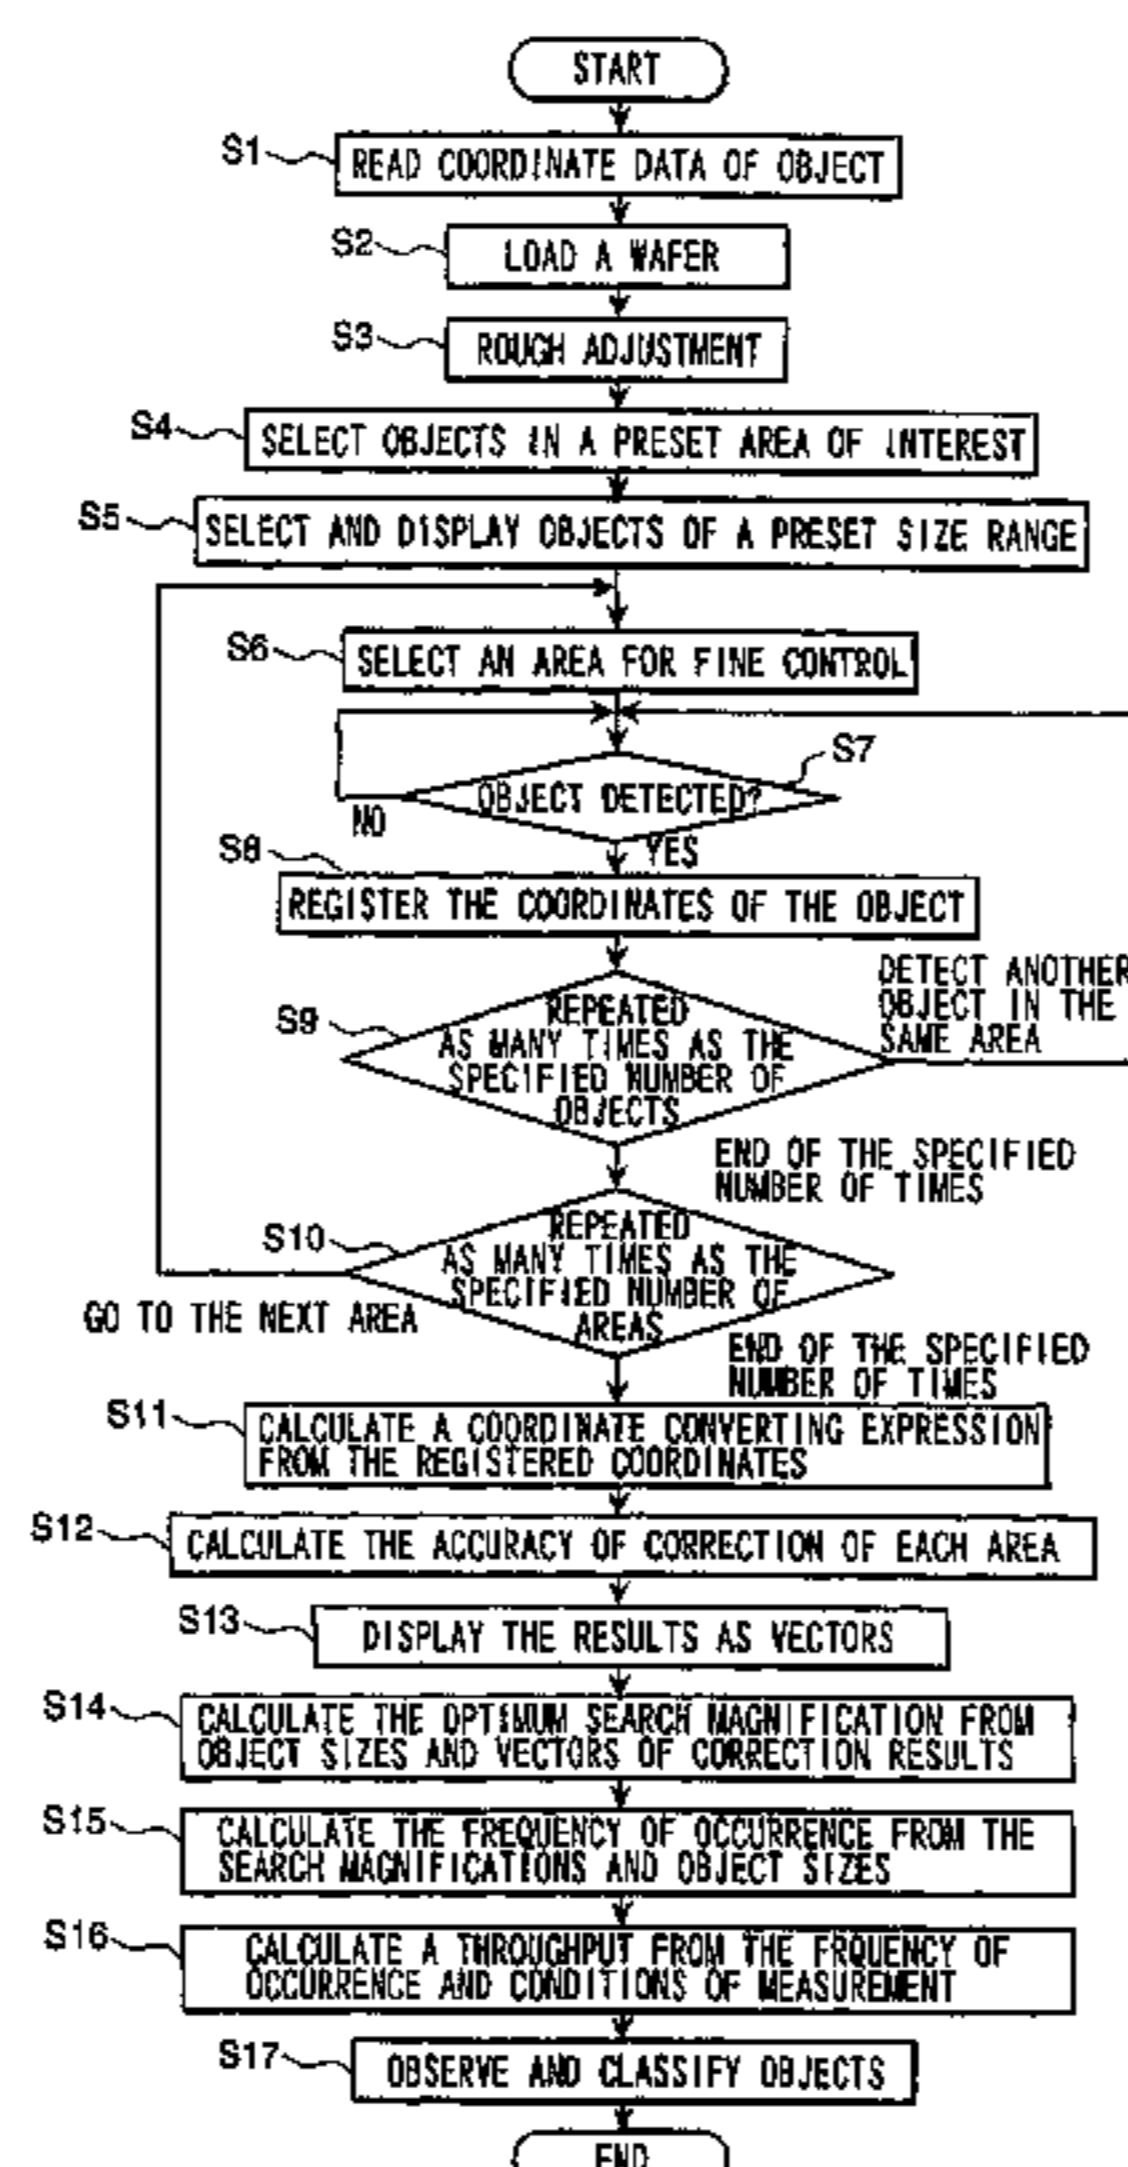 START
S1
READ COORDINATE DATA OF OBJECT
S2
LOAD A WAFER
S3
ROUGH ADJUSTMENT
S4
SELECT OBJECTS IN A PRESET AREA OF INTEREST
S5
SELECT AND DISPLAY OBJECTS OF A PRESET SIZE RANGE
S6
SELECT AN AREA FOR FINE CONTROL
S7
OBJECT DETECTED?
NO
YES
S8
REGISTER THE COORDINATES OF THE OBJECT
DETECT ANOTHER
OBJECT IN THE
SAME AREA
S9
REPEATED
AS MANY TIMES AS THE
SPECIFIED NUMBER OF
OBJECTS
END OF THE SPECIFIED
NUMBER OF TIMES
S10
REPEATED
AS MANY TIMES AS THE
SPECIFIED NUMBER OF
AREAS
GO TO THE NEXT AREA
END OF THE SPECIFIED
NUMBER OF TIMES
S11
CALCULATE A COORDINATE CONVERTING EXPRESSION
FROM THE REGISTERED COORDINATES
S12
CALCULATE THE ACCURACY OF CORRECTION OF EACH AREA
S13
DISPLAY THE RESULTS AS VECTORS
S14
CALCULATE THE OPTIMUM SEARCH MAGNIFICATION FROM
OBJECT SIZES AND VECTORS OF CORRECTION RESULTS
S15
CALCULATE THE FREQUENCY OF OCCURRENCE FROM THE
SEARCH MAGNIFICATIONS AND OBJECT SIZES
S16
CALCULATE A THROUGHPUT FROM THE FRQUENCY OF
OCCURRENCE AND CONDITIONS OF MEASUREMENT
S17
OBSERVE AND CLASSIFY OBJECTS
END